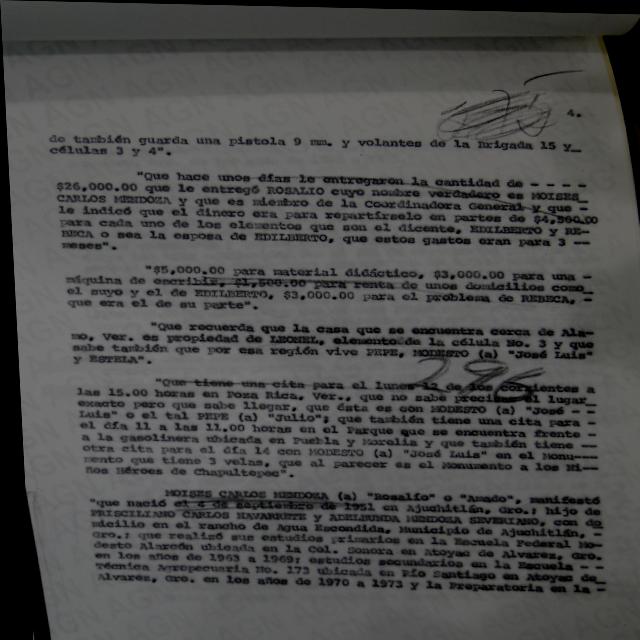 4.
do también guarda una pistola 9 mm. y volantes de la Brigada 15 y
células 3 y 4".
"Que hace unos días le entregaron la cantidad de - - - -
$26,000.00 que le entregó ROSALIO cuyo nombre verdadero es MOISES
CARLOS MENDOZA y que es miembro de la Coordinadora General y que
le indicó que el dinero era para repartírselo en partes de $4,500.00
para cada uno de los elementos que son el dicente, EDILBERTO y RE-
BECA o sea la esposa de EDILBERTO, que estos gastos eran para 3 --
meses".
"$5,000.00 para material didáctico, $3,000.00 para una --
máquina de escribir, $1,500.00 para renta de unos domicilios como
el suyo y el de EDILBERTO, $3,000.00 para el problema de REBECA, --
que era el de su parto".
"Que recuerda que la casa que se encuentra cerca de Ala-
mo, Ver. es propiedad de LEONEL, elemento de la célula No. 3 y que
sabe también que por esa región vive PEPE, MODESTO (a) "José Luis"
y ESTELA".
286
"Que tiene una cita para el lunes de los corrientes a
las 15.00 horas en Poza Rica, Ver., que no sabe precisar el lugar
exacto pero que sabe llegar, que ésta es con MODESTO (a) "José --
Luis" o el tal PEPE (a) "Julio", que también tiene una cita para
el día 11 a las 11.00 horas en el Parque que se encuentra frente
a la gasolinera ubicada en Puebla y Morelia y que también tiene --
otra cita para el día 14 con MODESTO (a) "José Luis" en el Monu--
mento que tiene 3 velas, que al parecer es el Monumento a los Ni--
ños Héroes de Chapultepec".
MOISES CARLOS MENDOZA (a) "Rosalío" o "Amado", manifestó
"que nació el de septiembre de 1951 en Ajuchitlán, Gro.; hijo de
CARLOS NAVARRETE y MENDOZA SEVERIANO, con do-
micilio en el rancho de Agua Escondida, Municipio de Ajuchitlán,
Gro.; que realizó sus estudios primarios en la Escuela Federal
Alarcón ubicada en la Col. Sonora en Atoyac de Alvarez, Gro.
en los años de 1963 a 1969; estudios secundarios en la Escuela --
Técnica Agropecuaria No. 173 ubicada en Río Santiago en Atoyac de
Alvarez, Gro. en los años de 1970 a 1973 y la Preparatoria en la --